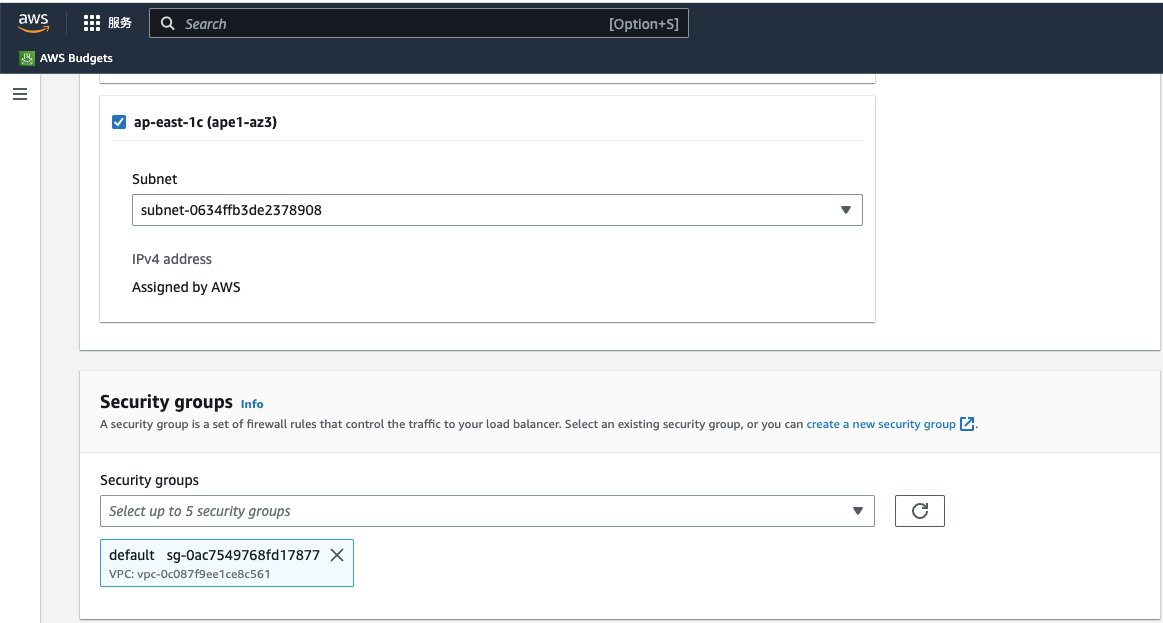 aws
服务
Search
[Option+S]
AWS Budgets
ap-east-1c (ape1-az3)
Subnet
subnet-0634ffb3de2378908
IPv4 address
Assigned by AWS
Security groups Info
A security group is a set of firewall rules that control the traffic to your load balancer. Select an existing security group, or you can create a new security group .
Security groups
Select up to 5 security groups
default sg-0ac7549768fd17877
VPC: vpc-0c087f9ee1ce8c561